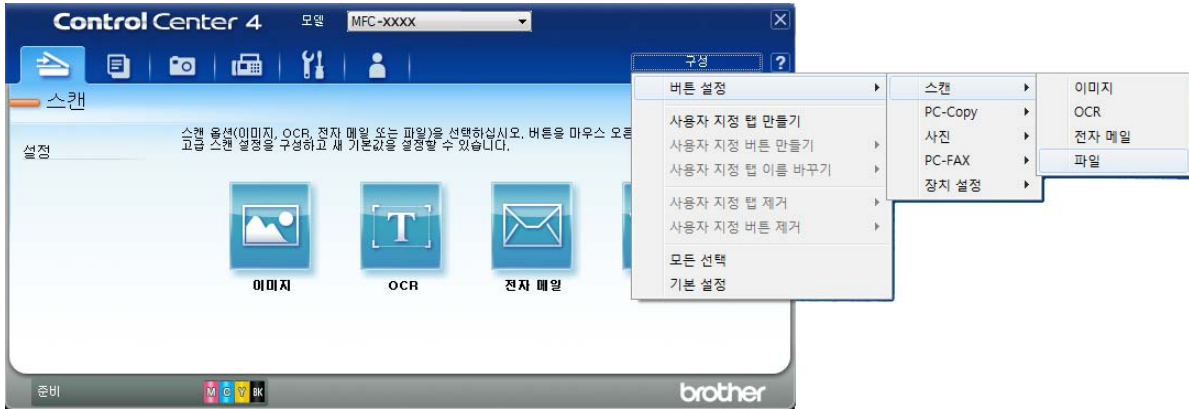 Control Center 4
모델
MFC-XXXX
구성
?
스캔
설정
스캔 옵션(이미지, OCR, 전자 메일 또는 파일)을 선택하십시오. 버튼을 마우스 오른
고급 스캔 설정을 구성하고 새 기본값을 설정할 수 있습니다.
이미지
OCR
전자 메일
버튼 설정
사용자 지정 탭 만들기
사용자 지정 버튼 만들기
사용자 지정 탭 이름 바꾸기
사용자 지정 탭 제거
사용자 지정 버튼 제거
모든 선택
기본 설정
스캔
PC-Copy
사진
PC-FAX
장치 설정
이미지
OCR
전자 메일
파일
준비
M C Y BK
brother